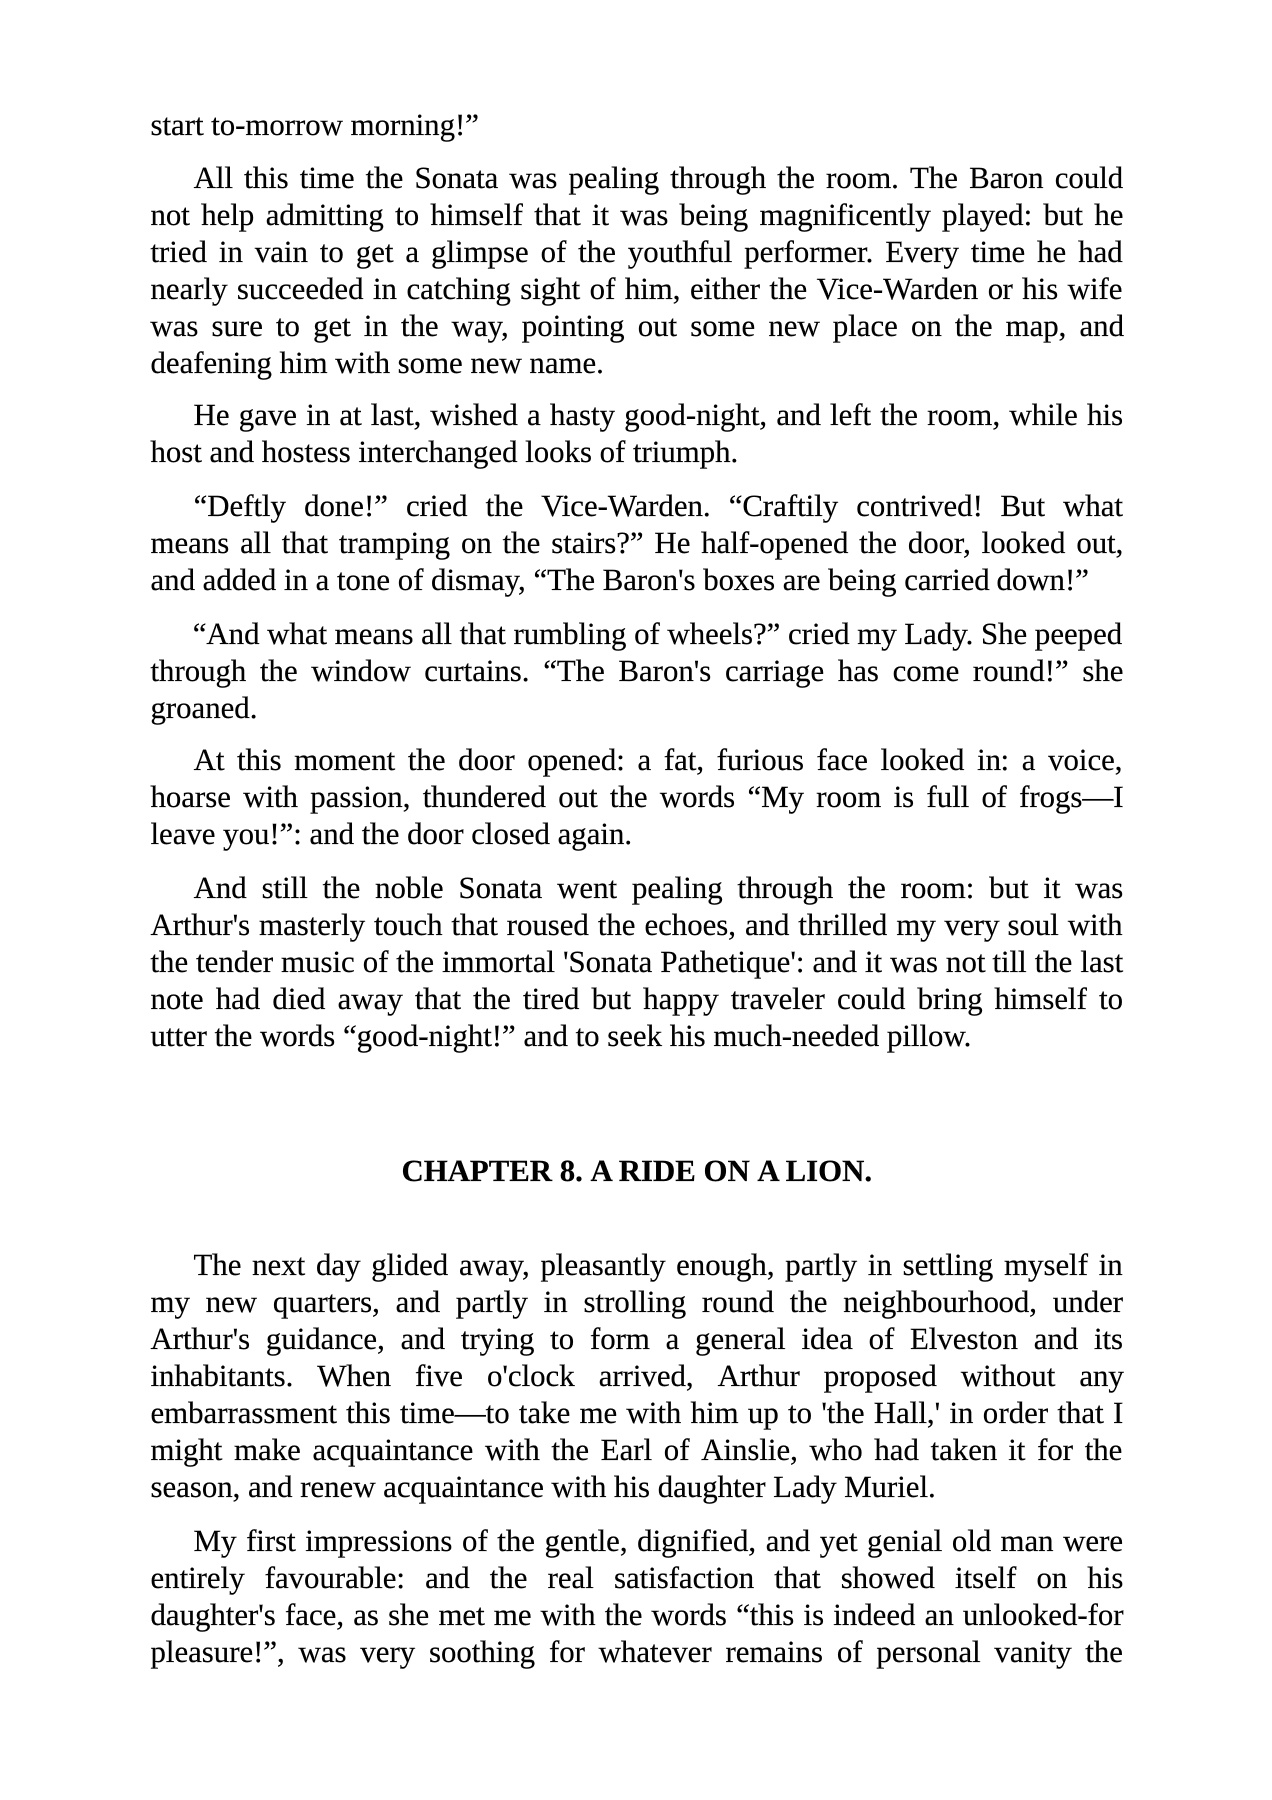 start to-morrow morning!”
All this time the Sonata was pealing through the room. The Baron could
not help admitting to himself that it was being magnificently played: but he
tried in vain to get a glimpse of the youthful performer. Every time he had
nearly succeeded in catching sight of him, either the Vice-Warden or his wife
was sure to get in the way, pointing out some new place on the map, and
deafening him with some new name.
He gave in at last, wished a hasty good-night, and left the room, while his
host and hostess interchanged looks of triumph.
“Deftly done!” cried the Vice-Warden. “Craftily contrived! But what
means all that tramping on the stairs?” He half-opened the door, looked out,
and added in a tone of dismay, “The Baron's boxes are being carried down!”
“And what means all that rumbling of wheels?” cried my Lady. She peeped
through the window curtains. “The Baron's carriage has come round!” she
groaned.
At this moment the door opened: a fat, furious face looked in: a voice,
hoarse with passion, thundered out the words “My room is full of frogs—I
leave you!”: and the door closed again.
And still the noble Sonata went pealing through the room: but it was
Arthur's masterly touch that roused the echoes, and thrilled my very soul with
the tender music of the immortal 'Sonata Pathetique': and it was not till the last
note had died away that the tired but happy traveler could bring himself to
utter the words “good-night!” and to seek his much-needed pillow.
CHAPTER 8. A RIDE ON A LION.
The next day glided away, pleasantly enough, partly in settling myself in
my new quarters, and partly in strolling round the neighbourhood, under
Arthur's guidance, and trying to form a general idea of Elveston and its
inhabitants. When five o'clock arrived, Arthur proposed without any
embarrassment this time—to take me with him up to 'the Hall,' in order that I
might make acquaintance with the Earl of Ainslie, who had taken it for the
season, and renew acquaintance with his daughter Lady Muriel.
My first impressions of the gentle, dignified, and yet genial old man were
entirely favourable: and the real satisfaction that showed itself on his
daughter's face, as she met me with the words “this is indeed an unlooked-for
pleasure!”, was very soothing for whatever remains of personal vanity the